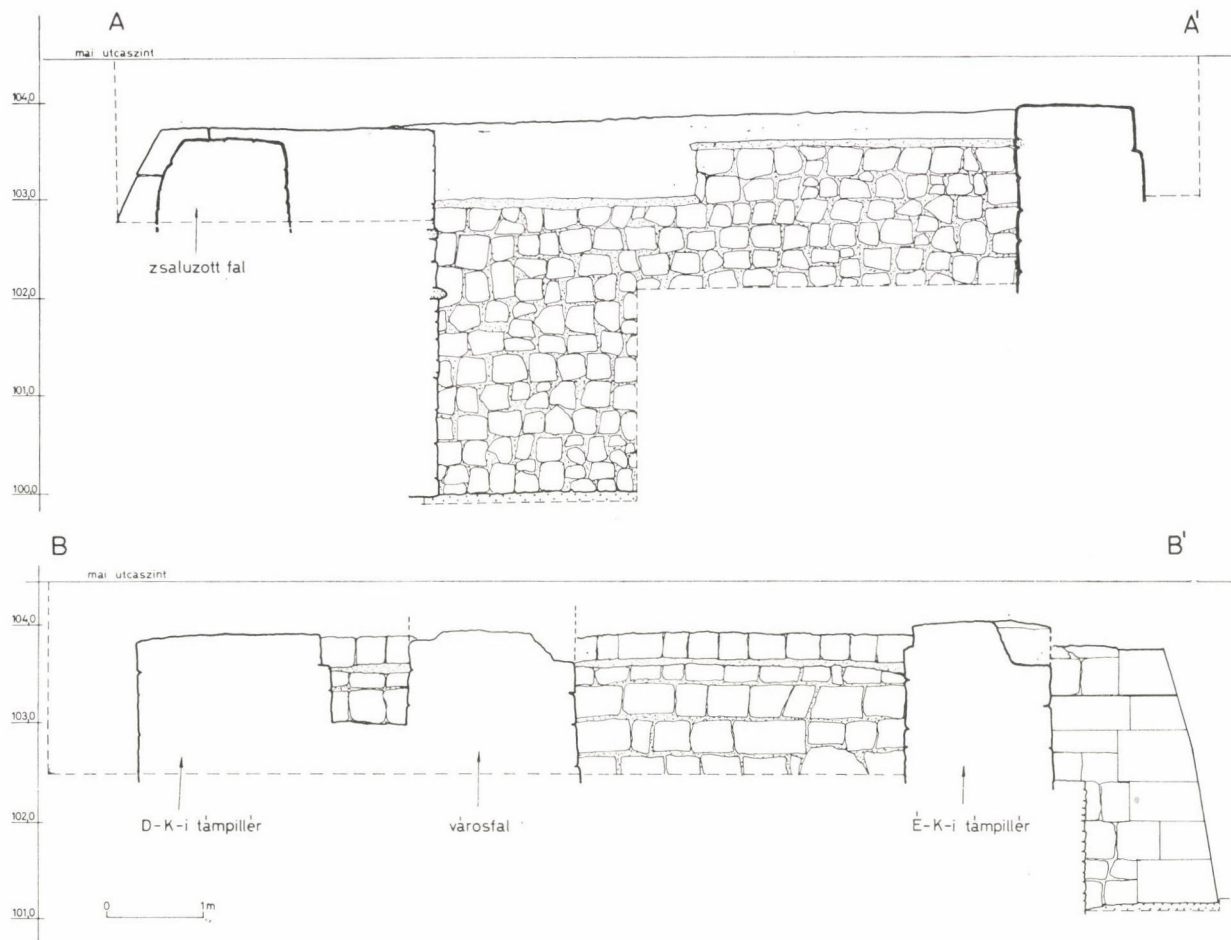 A A'
mai utcaszint
104,0
103,0
zsaluzott fal
102,0
101,0
100,0
B B'
mai utcaszint
104,0
103,0
102,0
D-K-i támpillér városfal É-K-i támpillér
0 1m
101,0